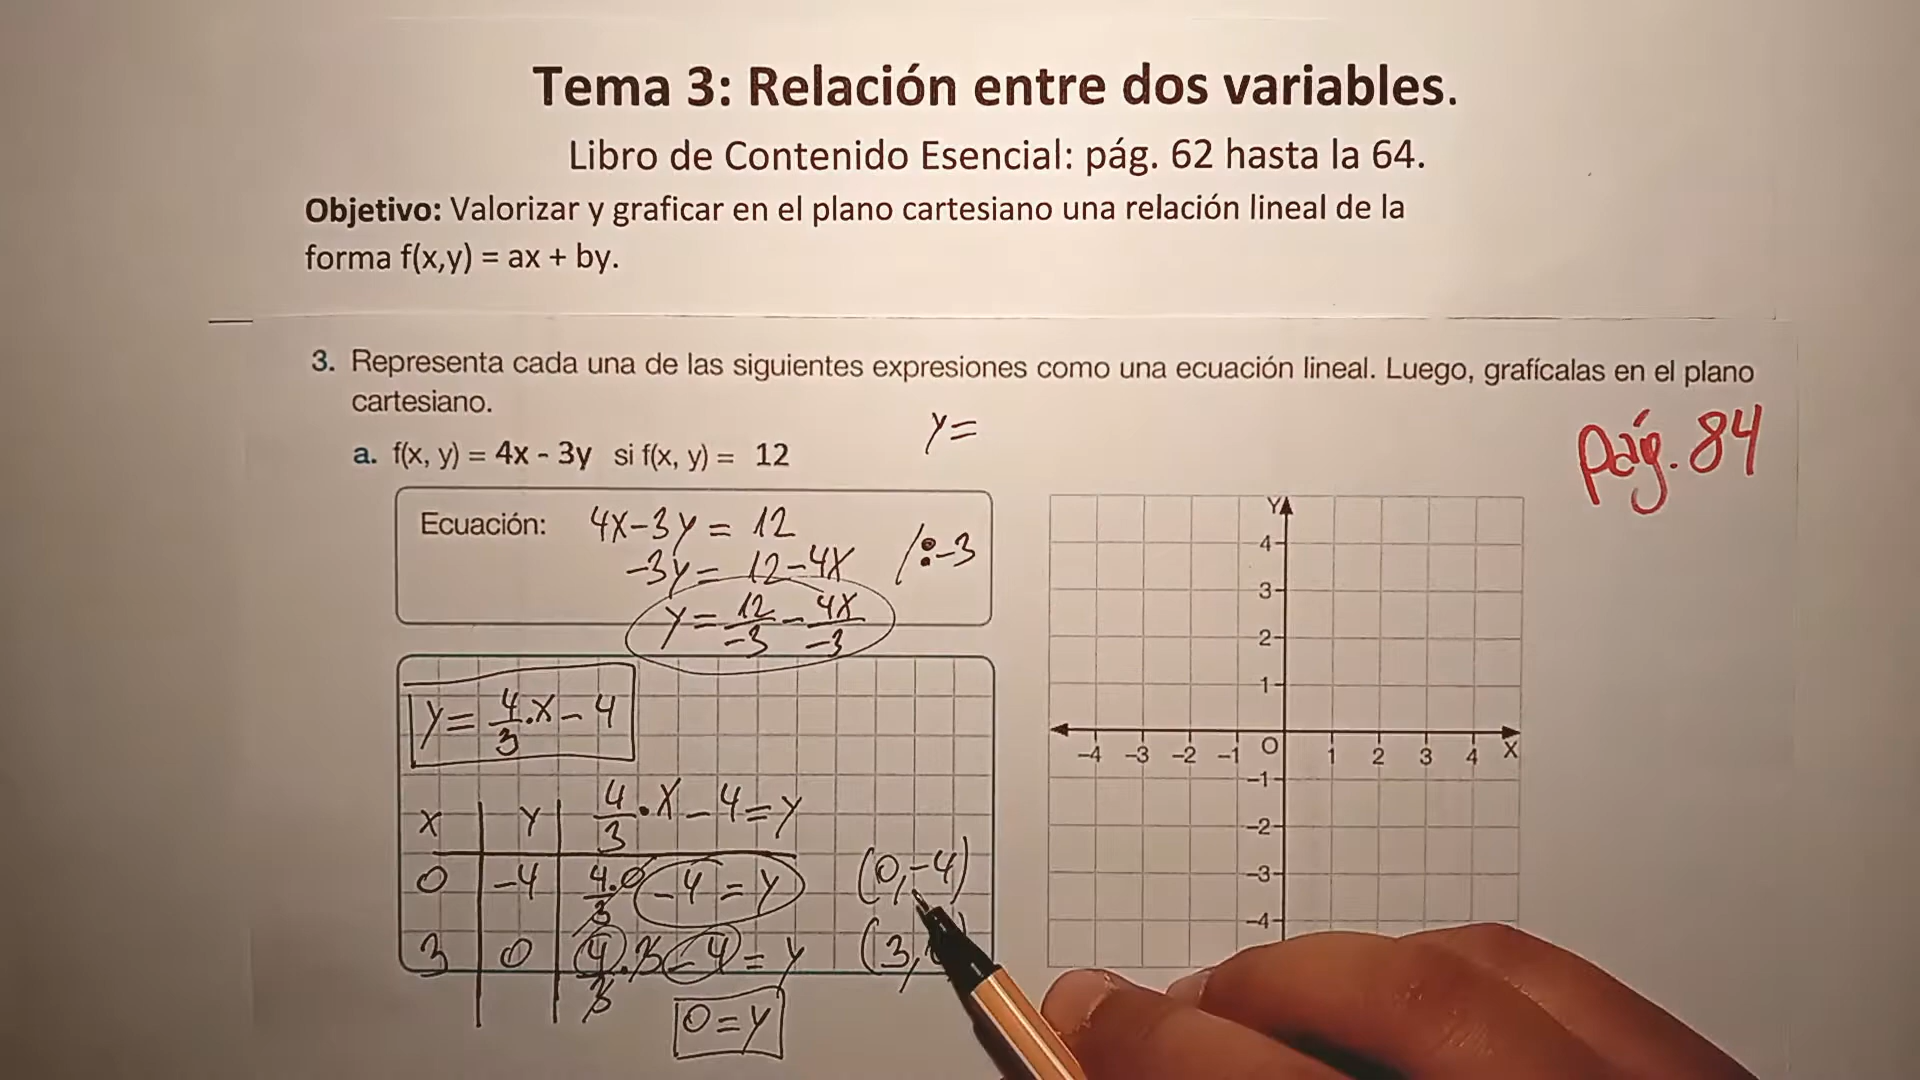 Tema 3: Relación entre dos variables.
Libro de Contenido Esencial: pág. 62 hasta la 64.
Objetivo: Valorizar y graficar en el plano cartesiano una relación lineal de la
forma f(x,y) = ax + by.
3. Representa cada una de las siguientes expresiones como una ecuación lineal. Luego, grafícalas en el plano
cartesiano.
y=
pág. 84
a. f(x, y) = 4x - 3y si f(x, y) = 12
Ecuación: 4x-3y = 12
-3y = 12-4x /:-3
y = 12/-3 - 4x/-3
y = 4/3 . x - 4
x | y | 4/3 . x - 4 = y
0 | -4 | 4.0/3 - 4 = y (0,-4)
3 | 0 | 4/3 . 3 - 4 = y (3,
0 = y
Y
4
3
2
1
-4 -3 -2 -1 O 1 2 3 4 X
-1
-2
-3
-4